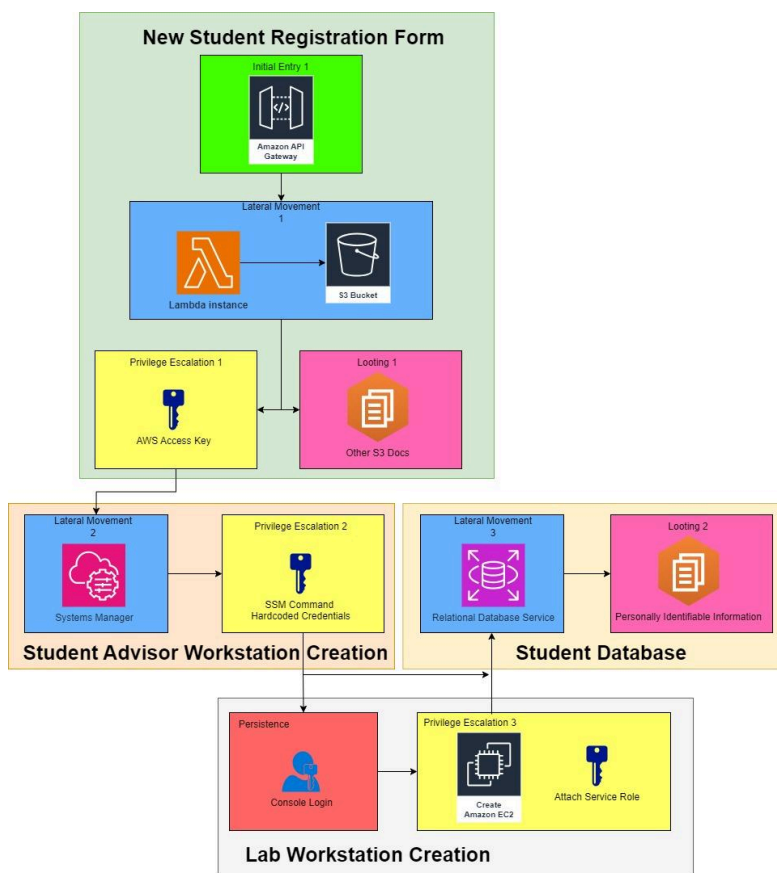 New Student Registration Form
Initial Entry 1
Amazon API
Gateway
Lateral Movement
1
Lambda instance
S3 Bucket
Privilege Escalation 1
AWS Access Key
Looting 1
Other S3 Docs
Lateral Movement
2
Systems Manager
Privilege Escalation 2
SSM Command
Hardcoded Credentials
Student Advisor Workstation Creation
Lateral Movement
3
Relational Database Service
Looting 2
Personally Identifiable Information
Student Database
Persistence
Console Login
Privilege Escalation 3
Create
Amazon EC2
Attach Service Role
Lab Workstation Creation